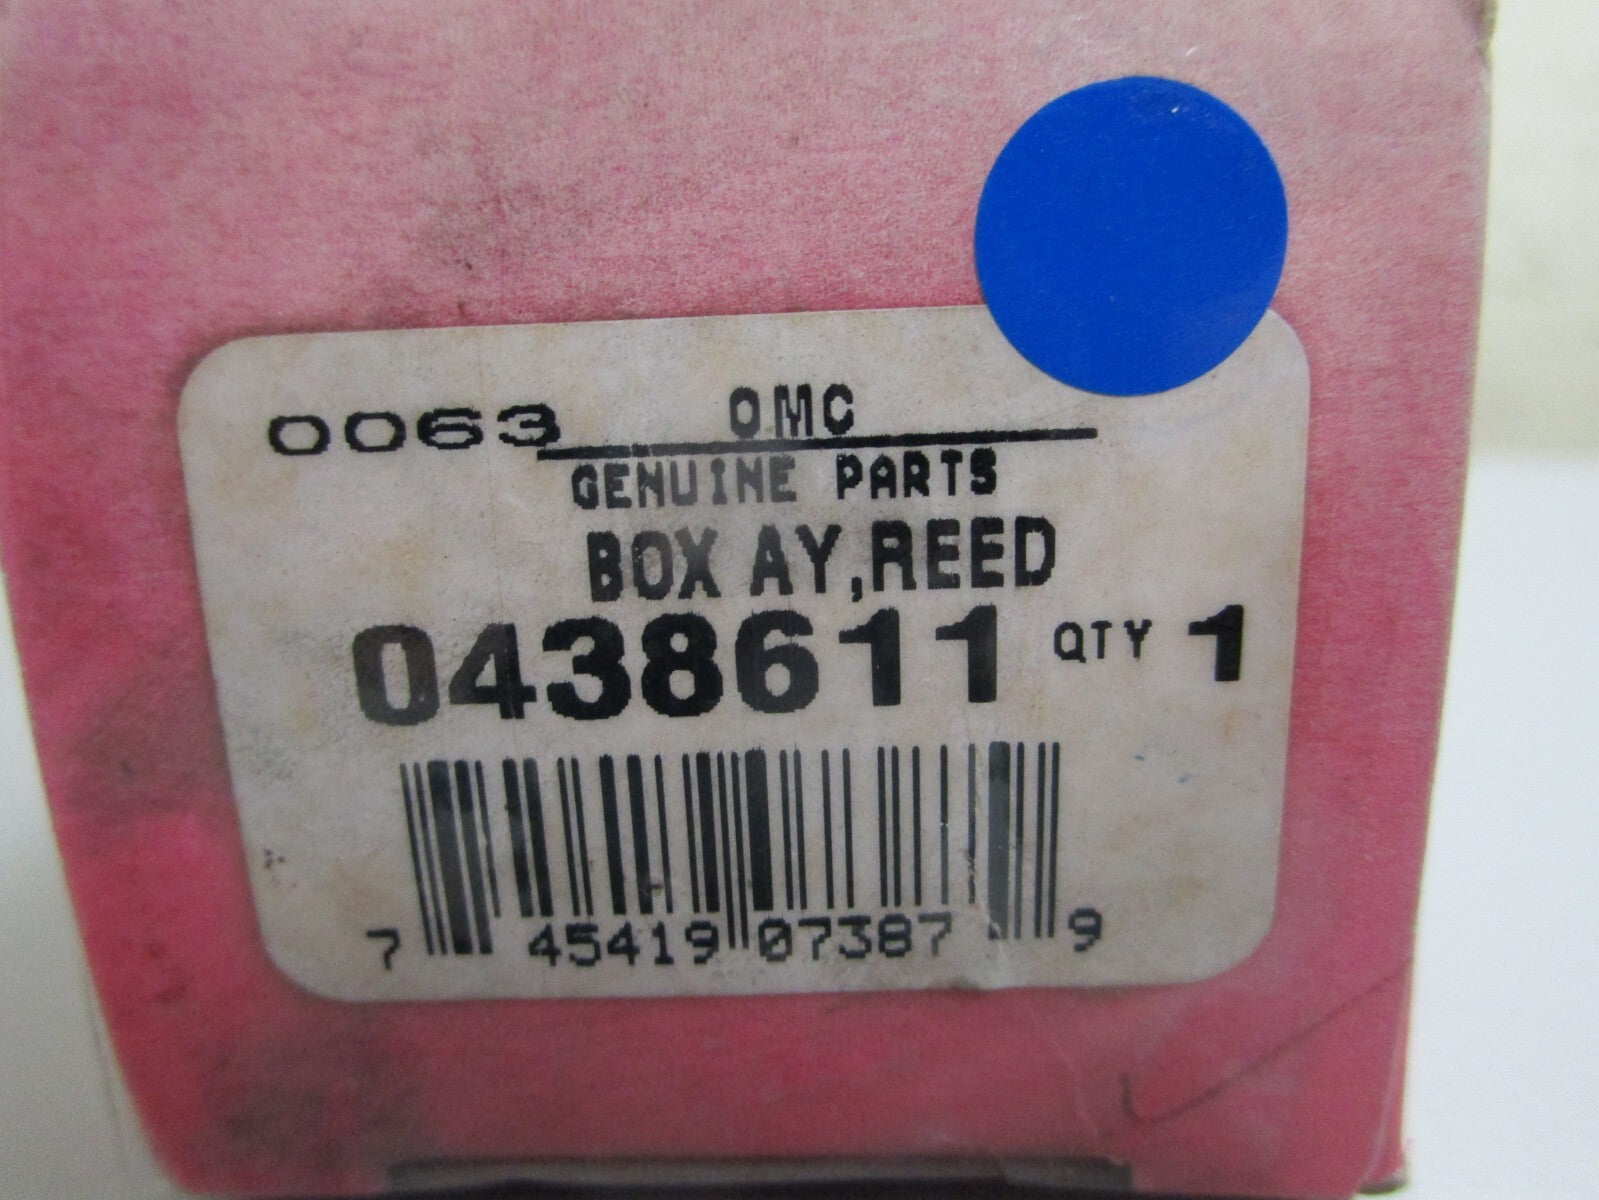 0063 OMC
GENUINE PARTS
BOX AY,REED
0438611 QTY 1
7 45419 07387 9